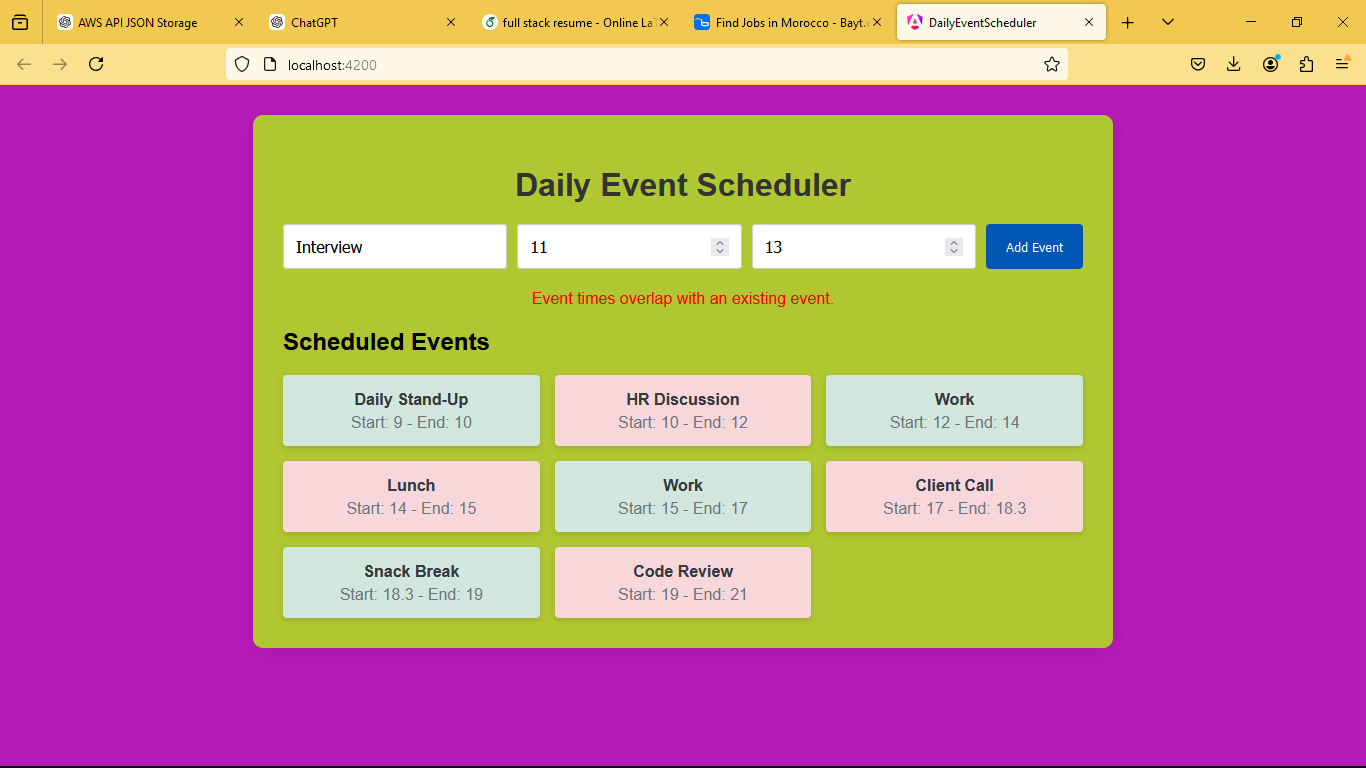 AWS API JSON Storage
ChatGPT
full stack resume - Online La
Find Jobs in Morocco - Bayt.
DailyEventScheduler
localhost:4200
Daily Event Scheduler
Interview
11
13
Add Event
Event times overlap with an existing event.
Scheduled Events
Daily Stand-Up
Start: 9 - End: 10
HR Discussion
Start: 10 - End: 12
Work
Start: 12 - End: 14
Lunch
Start: 14 - End: 15
Work
Start: 15 - End: 17
Client Call
Start: 17 - End: 18.3
Snack Break
Start: 18.3 - End: 19
Code Review
Start: 19 - End: 21